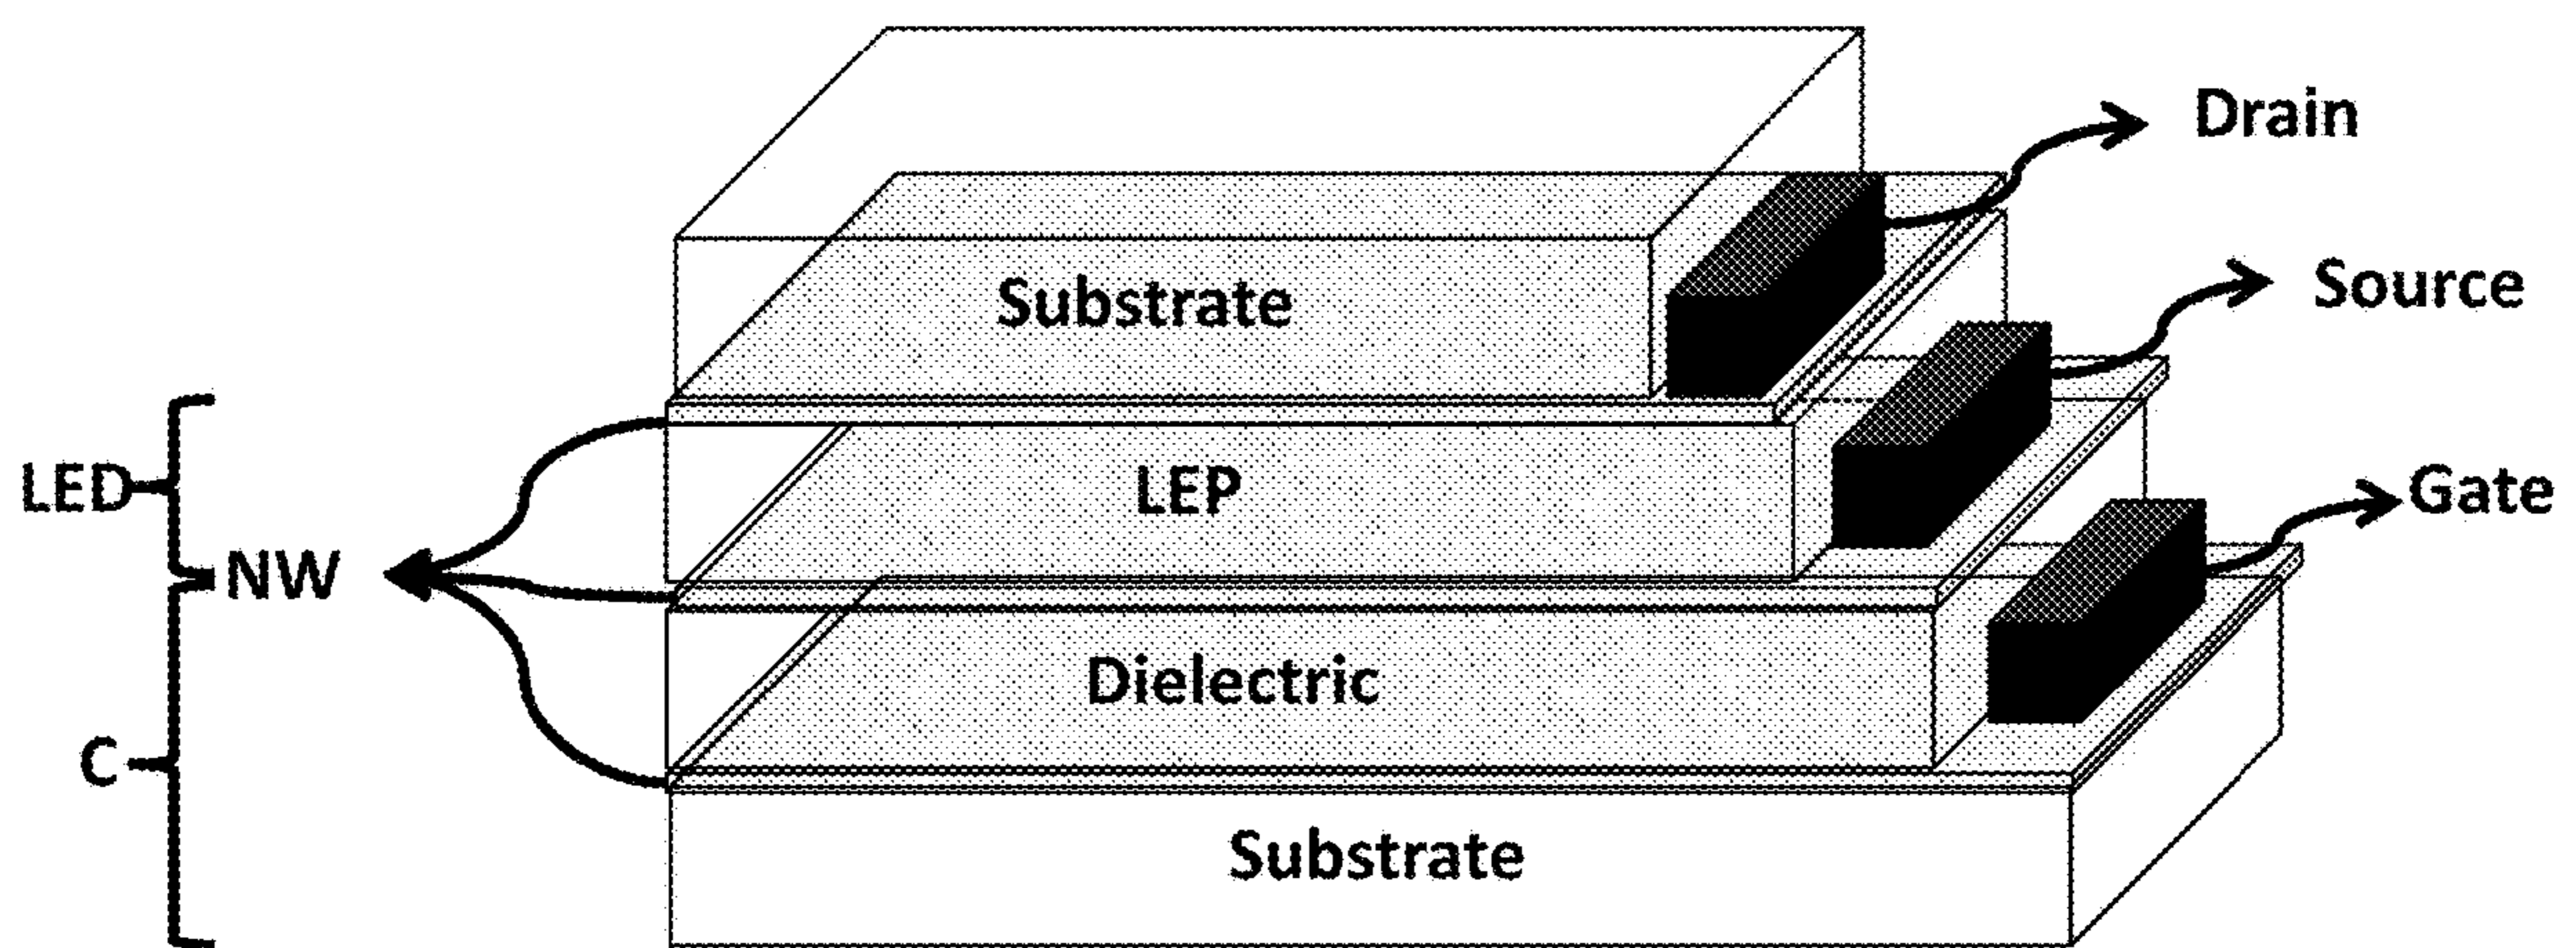 Drain
Substrate
Source
LED
LEP
Gate
NW
Dielectric
C
Substrate